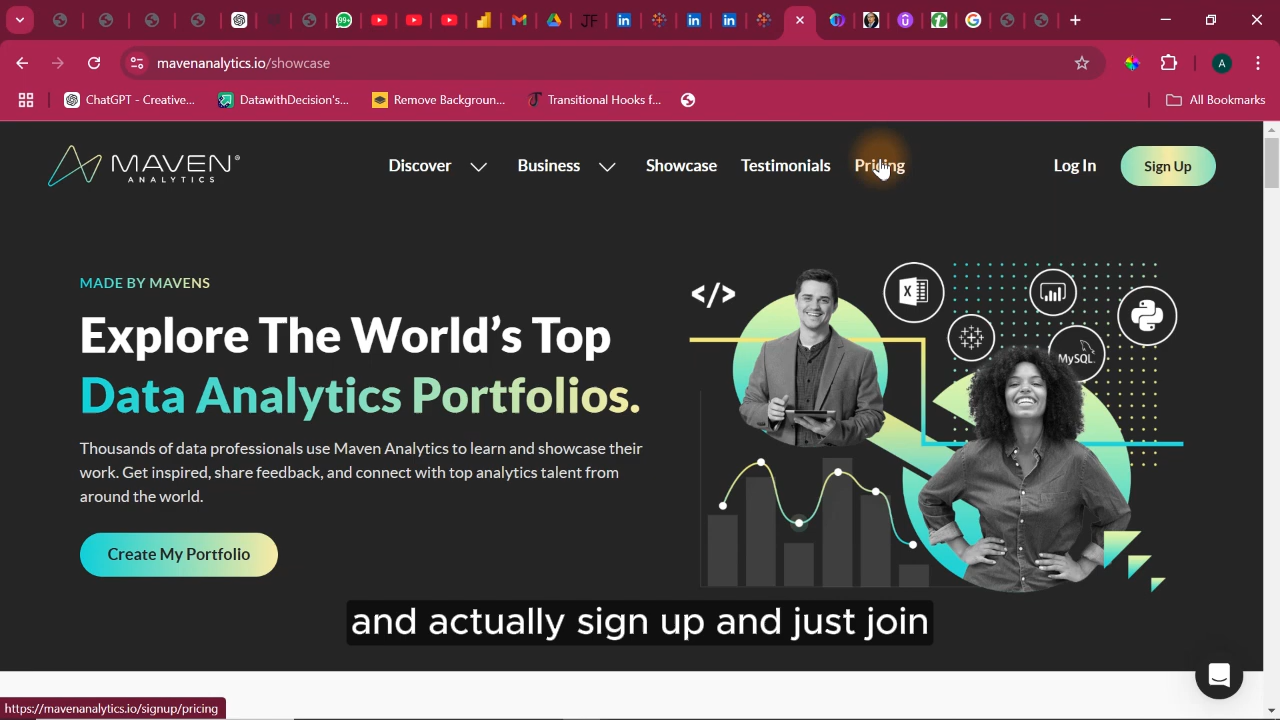 99+
JF
mavenanalytics.io/showcase
A
ChatGPT - Creative...
DatawithDecision's...
Remove Backgroun...
Transitional Hooks f...
All Bookmarks
MAVEN®
ANALYTICS
Discover
Business
Showcase
Testimonials
Pricing
Log In
Sign Up
MADE BY MAVENS
Explore The World's Top
Data Analytics Portfolios.
Thousands of data professionals use Maven Analytics to learn and showcase their
work. Get inspired, share feedback, and connect with top analytics talent from
around the world.
Create My Portfolio
</>
X
MySQL
and actually sign up and just join
https://mavenanalytics.io/signup/pricing